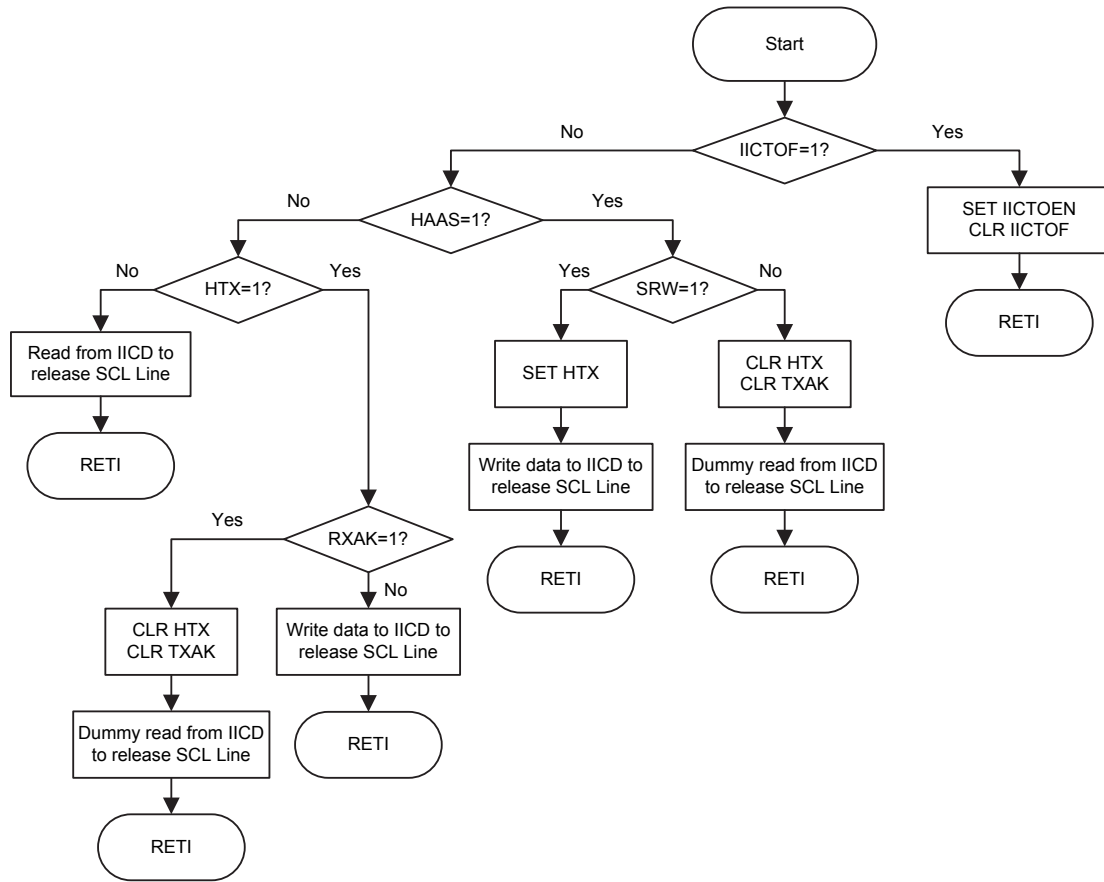 Start
No
IICTOF=1?
Yes
No
HAAS=1?
Yes
SET IICTOEN
CLR IICTOF
No
HTX=1?
Yes
Yes
SRW=1?
No
RETI
Read from IICD to
release SCL Line
SET HTX
CLR HTX
CLR TXAK
RETI
Write data to IICD to
release SCL Line
Dummy read from IICD
to release SCL Line
Yes
RXAK=1?
RETI
RETI
No
CLR HTX
CLR TXAK
Write data to IICD to
release SCL Line
Dummy read from IICD
to release SCL Line
RETI
RETI